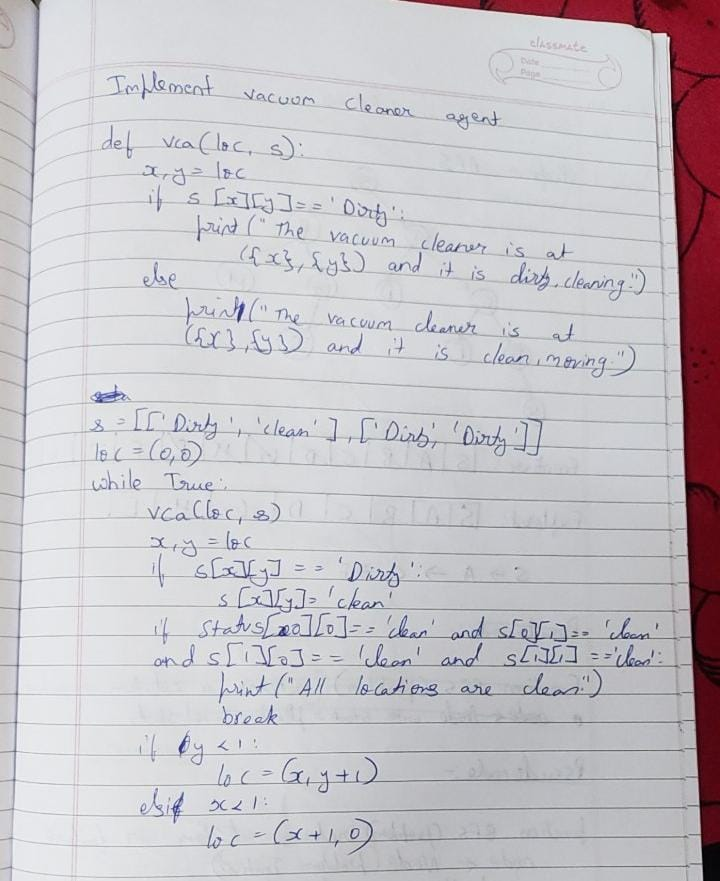 classmate
Date
Page
Implement vacuum cleaner agent
def vca(loc, s):
x,y = loc
if s [x][y]== 'Dirty':
print ("The vacuum cleaner is at
({x},{y}) and it is dirty, cleaning.")
else
print ("The vacuum cleaner is at
({x},{y}) and it is clean, moving.")
s = [['Dirty', 'clean'], ['Dirty', 'Dirty']]
loc = (0,0)
while True:
vca(loc, s)
x,y = loc
if s[x][y] == 'Dirty':
s[x][y]= 'clean'
if status[0][0]== 'clean' and s[0][1]== 'clean'
and s[1][0]== 'clean' and s[1][1] =='clean':
print ("All locations are clean.")
break
if y<1:
loc = (x, y+1)
elsif x<1:
loc = (x+1, 0)